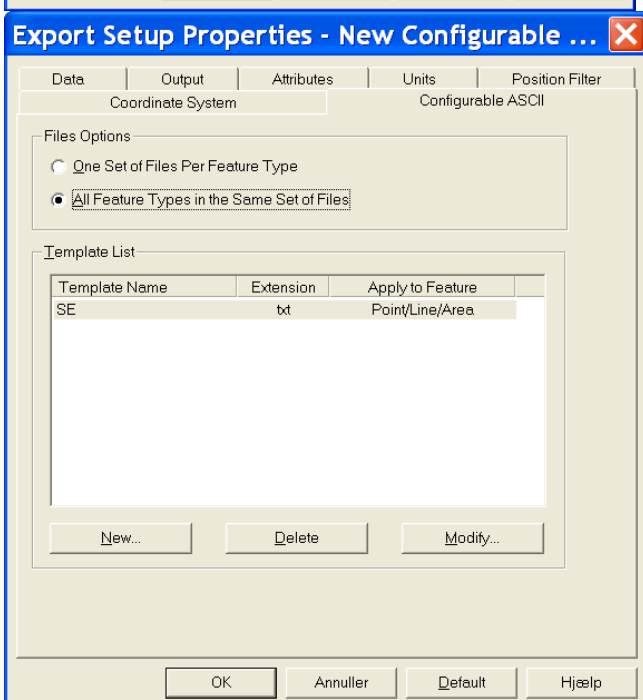 Export Setup Properties - New Configurable ...
Data Output Attributes Units Position Filter
Coordinate System Configurable ASCII
Files Options
One Set of Files Per Feature Type
All Feature Types in the Same Set of Files
Template List
Template Name Extension Apply to Feature
SE txt Point/Line/Area
New... Delete Modify...
OK Annuller Default Hjælp